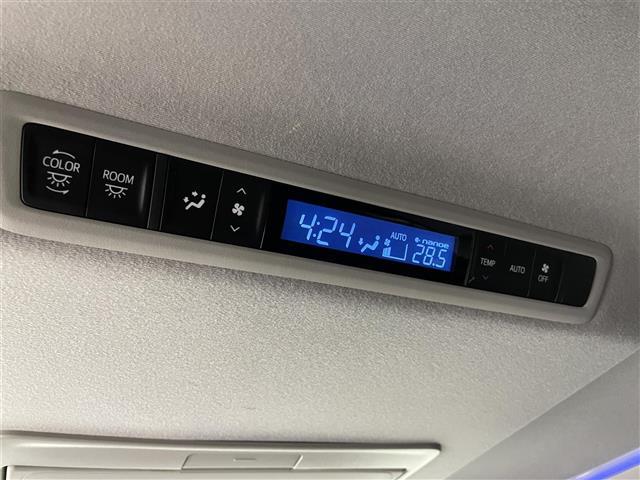 COLOR
ROOM
4:24
AUTO
nanoe
28.5
TEMP
AUTO
OFF